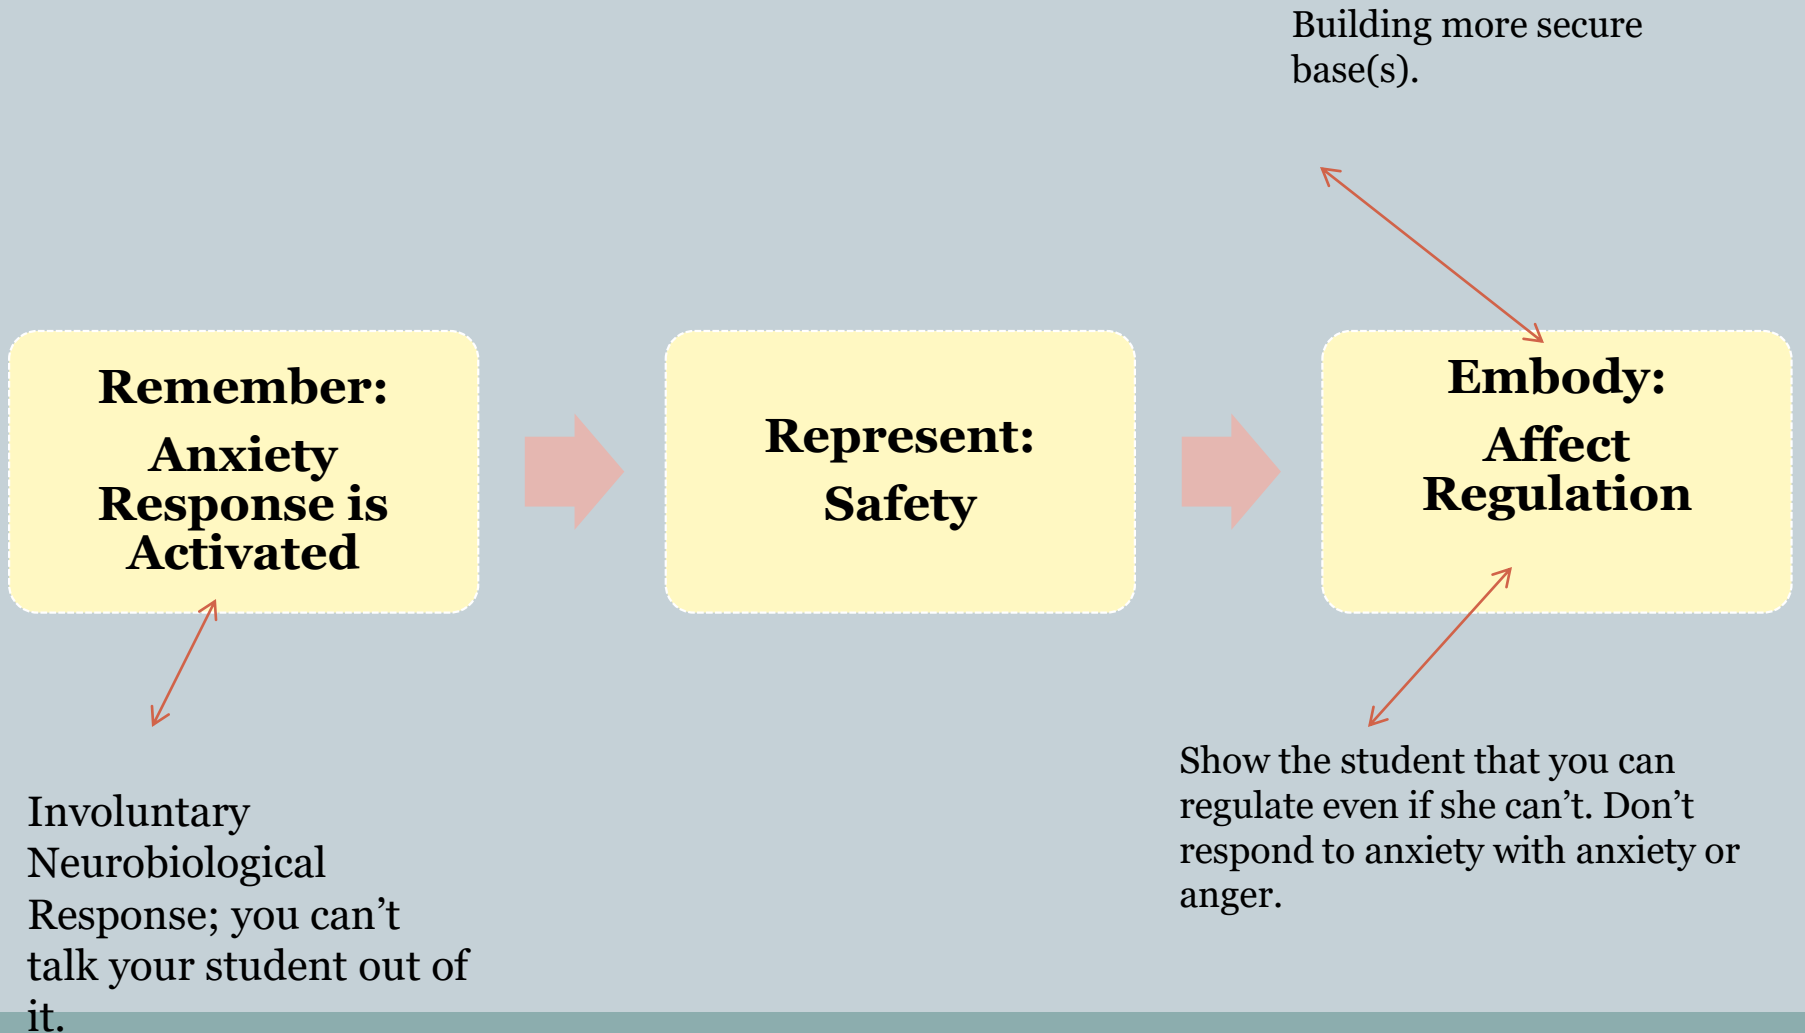 Building more secure
base(s).
Remember:
Anxiety
Response is
Activated
Represent:
Safety
Embody:
Affect
Regulation
Involuntary
Neurobiological
Response; you can’t
talk your student out of
it.
Show the student that you can
regulate even if she can’t. Don’t
respond to anxiety with anxiety or
anger.